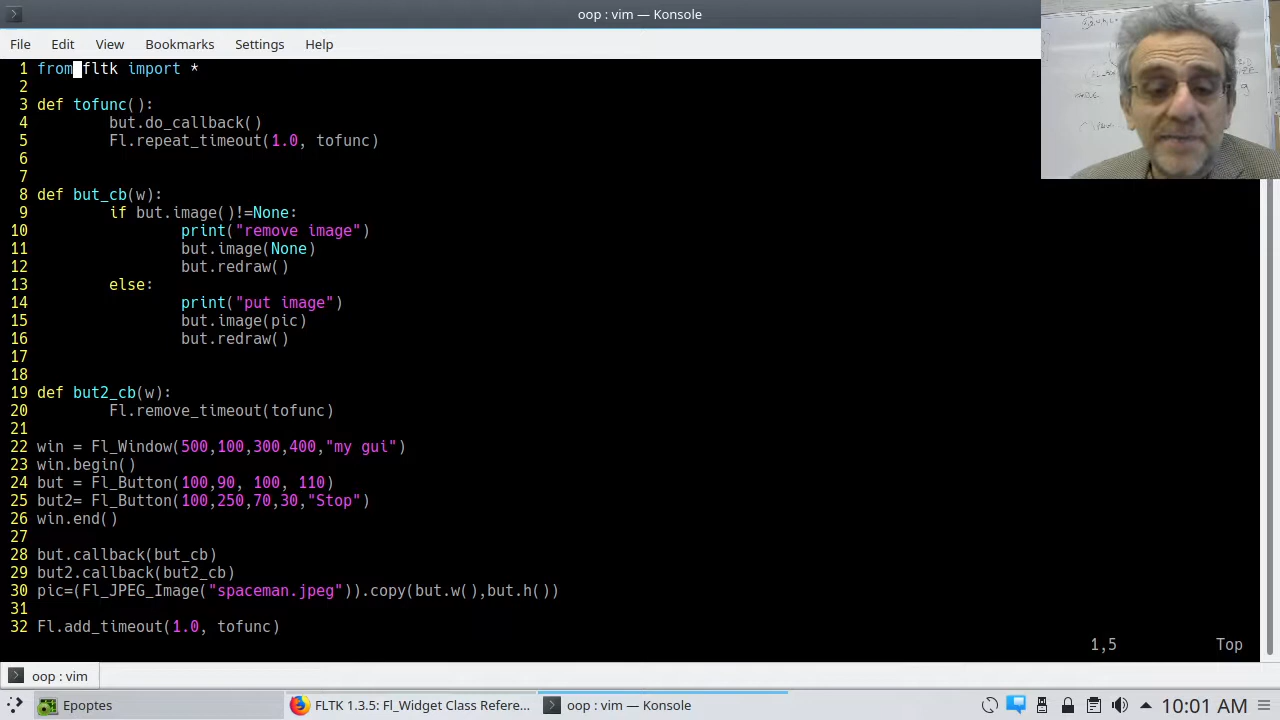 oop : vim — Konsole
File Edit View Bookmarks Settings Help
1 from fltk import *
2
3 def tofunc():
4 but.do_callback()
5 Fl.repeat_timeout(1.0, tofunc)
6
7
8 def but_cb(w):
9 if but.image()!=None:
10 print("remove image")
11 but.image(None)
12 but.redraw()
13 else:
14 print("put image")
15 but.image(pic)
16 but.redraw()
17
18
19 def but2_cb(w):
20 Fl.remove_timeout(tofunc)
21
22 win = Fl_Window(500,100,300,400,"my gui")
23 win.begin()
24 but = Fl_Button(100,90, 100, 110)
25 but2= Fl_Button(100,250,70,30,"Stop")
26 win.end()
27
28 but.callback(but_cb)
29 but2.callback(but2_cb)
30 pic=(Fl_JPEG_Image("spaceman.jpeg")).copy(but.w(),but.h())
31
32 Fl.add_timeout(1.0, tofunc)
1,5 Top
oop : vim
Epoptes FLTK 1.3.5: Fl_Widget Class Refere... oop : vim — Konsole 10:01 AM